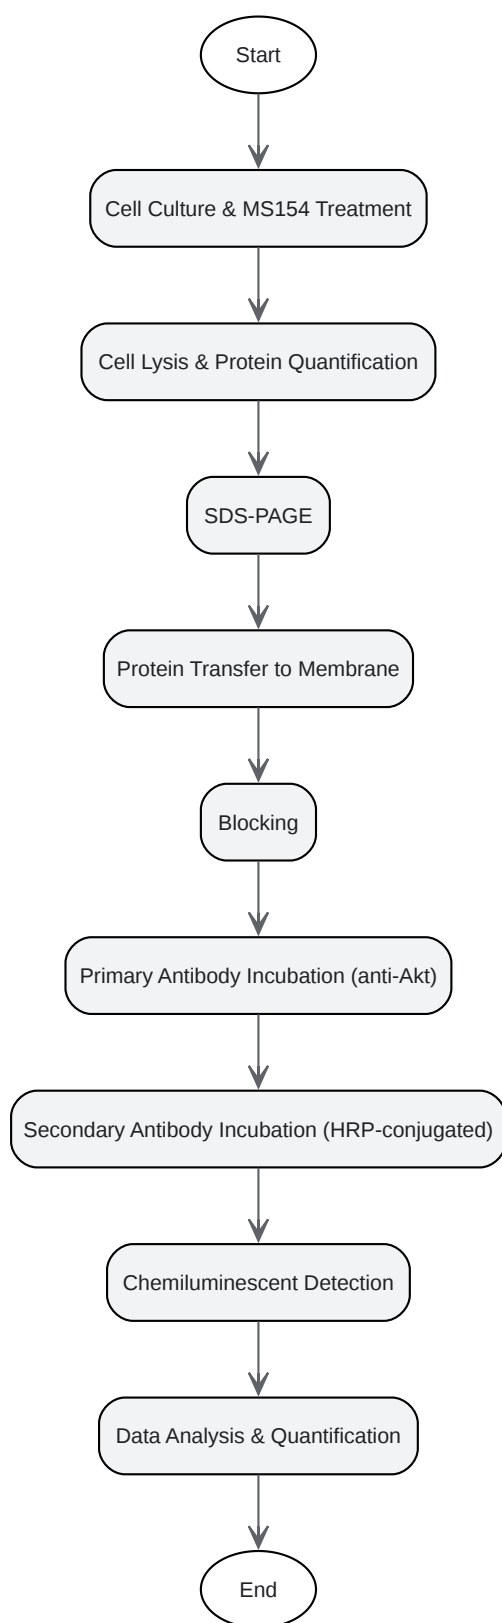 Start
Cell Culture & MS154 Treatment
Cell Lysis & Protein Quantification
SDS-PAGE
Protein Transfer to Membrane
Blocking
Primary Antibody Incubation (anti-Akt)
Secondary Antibody Incubation (HRP-conjugated)
Chemiluminescent Detection
Data Analysis & Quantification
End